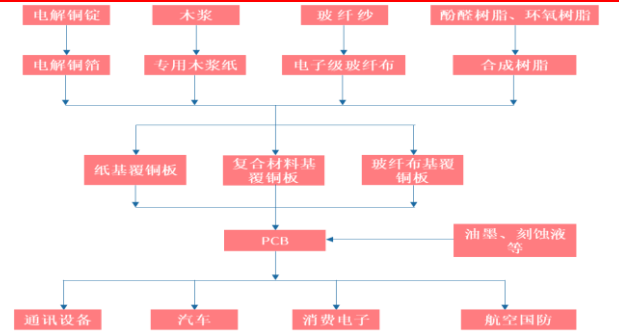 电解铜锭
木浆
玻纤纱
酚醛树脂、环氧树脂
电解铜箔
专用木浆纸
电子级玻纤布
合成树脂
纸基覆铜板
复合材料基
覆铜板
玻纤布基覆
铜板
PCB
油墨、刻蚀液
等
通讯设备
汽车
消费电子
航空国防